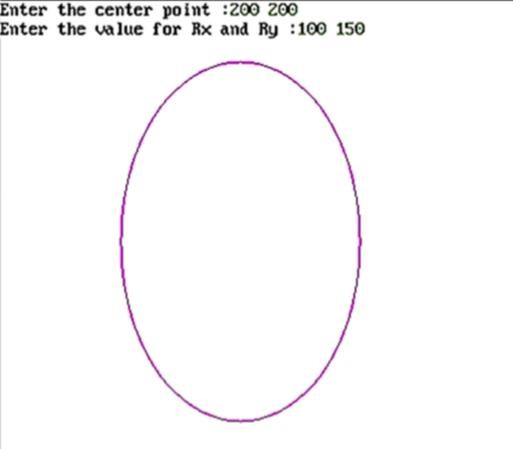 Enter the center point :200 200
Enter the value for Rx and Ry :100 150